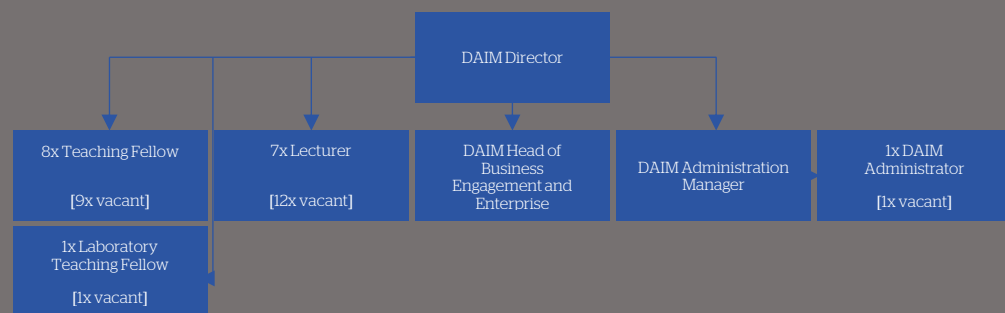 DAIM Director
8x Teaching Fellow
[9x vacant]
7x Lecturer
[12x vacant]
DAIM Head of
Business
Engagement and
Enterprise
DAIM Administration
Manager
1x DAIM
Administrator
[1x vacant]
1x Laboratory
Teaching Fellow
[1x vacant]